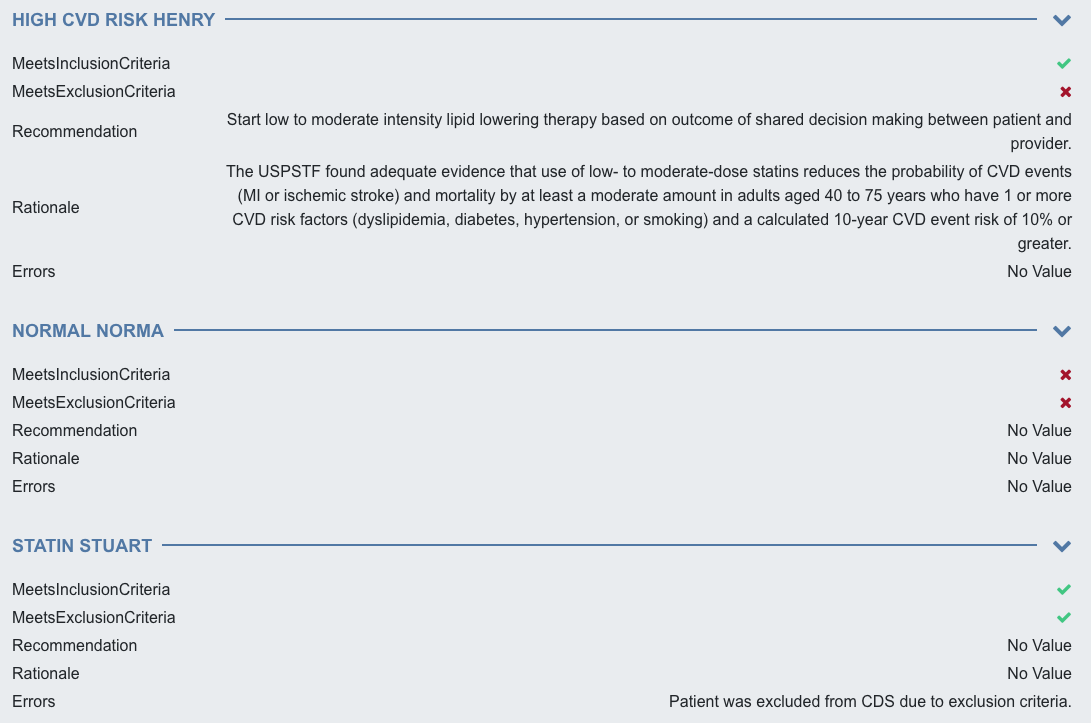 HIGH CVD RISK HENRY
MeetsInclusionCriteria
MeetsExclusionCriteria
Recommendation
Start low to moderate intensity lipid lowering therapy based on outcome of shared decision making between patient and
provider.
Rationale
The USPSTF found adequate evidence that use of low- to moderate-dose statins reduces the probability of CVD events
(MI or ischemic stroke) and mortality by at least a moderate amount in adults aged 40 to 75 years who have 1 or more
CVD risk factors (dyslipidemia, diabetes, hypertension, or smoking) and a calculated 10-year CVD event risk of 10% or
greater.
Errors No Value
NORMAL NORMA
MeetsInclusionCriteria
MeetsExclusionCriteria
Recommendation No Value
Rationale No Value
Errors No Value
STATIN STUART
MeetsInclusionCriteria
MeetsExclusionCriteria
Recommendation No Value
Rationale No Value
Errors Patient was excluded from CDS due to exclusion criteria.